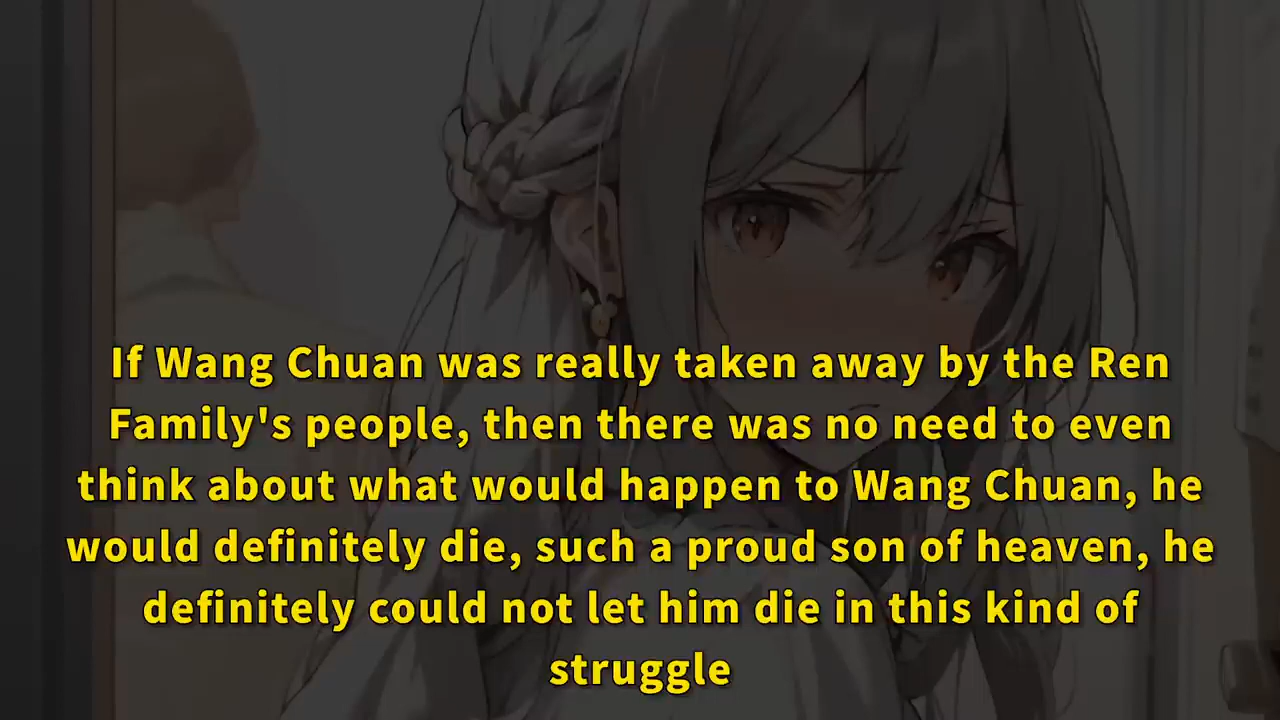 If Wang Chuan was really taken away by the Ren
Family's people, then there was no need to even
think about what would happen to Wang Chuan, he
would definitely die, such a proud son of heaven, he
definitely could not let him die in this kind of
struggle